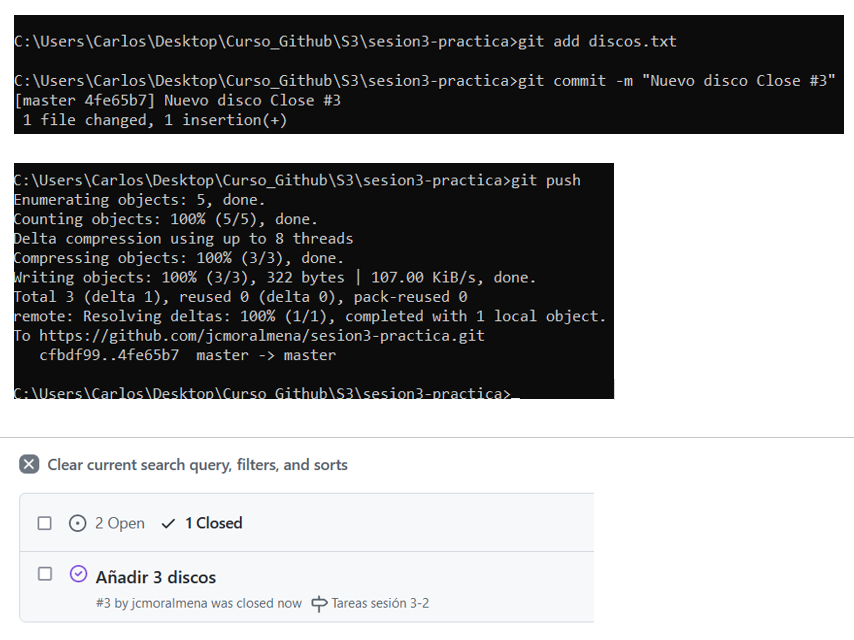 C:\Users\Carlos\Desktop\Curso_Github\S3\sesion3-practica>git add discos.txt
C:\Users\Carlos\Desktop\Curso_Github\S3\sesion3-practica>git commit -m "Nuevo disco Close #3"
[master 4fe65b7] Nuevo disco Close #3
1 file changed, 1 insertion(+)
C:\Users\Carlos\Desktop\Curso_Github\S3\sesion3-practica>git push
Enumerating objects: 5, done.
Counting objects: 100% (5/5), done.
Delta compression using up to 8 threads
Compressing objects: 100% (3/3), done.
Writing objects: 100% (3/3), 322 bytes | 107.00 KiB/s, done.
Total 3 (delta 1), reused 0 (delta 0), pack-reused 0
remote: Resolving deltas: 100% (1/1), completed with 1 local object.
To https://github.com/jcmoralmena/sesion3-practica.git
cfbdf99..4fe65b7  master -> master
C:\Users\Carlos\Desktop\Curso_Github\S3\sesion3-practica>_
Clear current search query, filters, and sorts
2 Open 1 Closed
Añadir 3 discos
#3 by jcmoralmena was closed now Tareas sesión 3-2